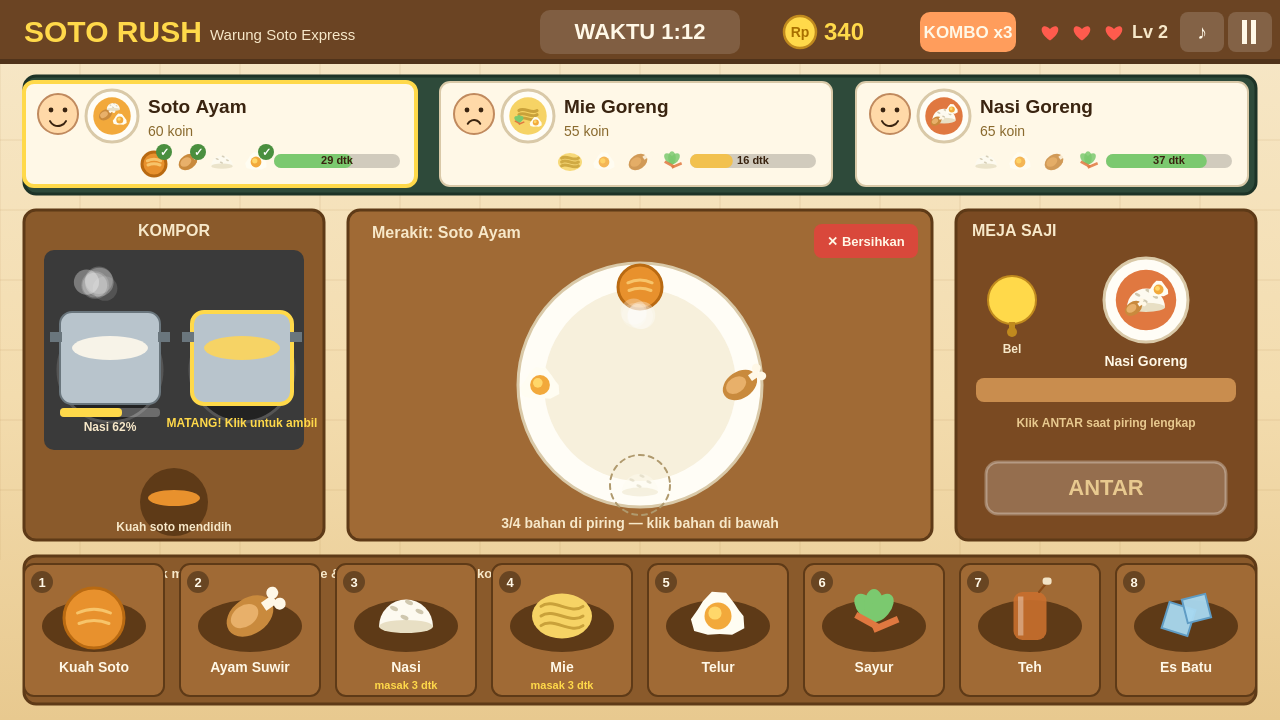 SOTO RUSH Warung Soto Express
WAKTU 1:12
Rp 340
KOMBO x3
Lv 2
♪
Soto Ayam
60 koin
29 dtk
Mie Goreng
55 koin
16 dtk
Nasi Goreng
65 koin
37 dtk
KOMPOR
Nasi 62%
MATANG! Klik untuk ambil
Kuah soto mendidih
Merakit: Soto Ayam
✕ Bersihkan
3/4 bahan di piring — klik bahan di bawah
MEJA SAJI
Bel
Nasi Goreng
Klik ANTAR saat piring lengkap
ANTAR
1
Kuah Soto
2
Ayam Suwir
3
Nasi
masak 3 dtk
4
Mie
masak 3 dtk
5
Telur
6
Sayur
7
Teh
8
Es Batu